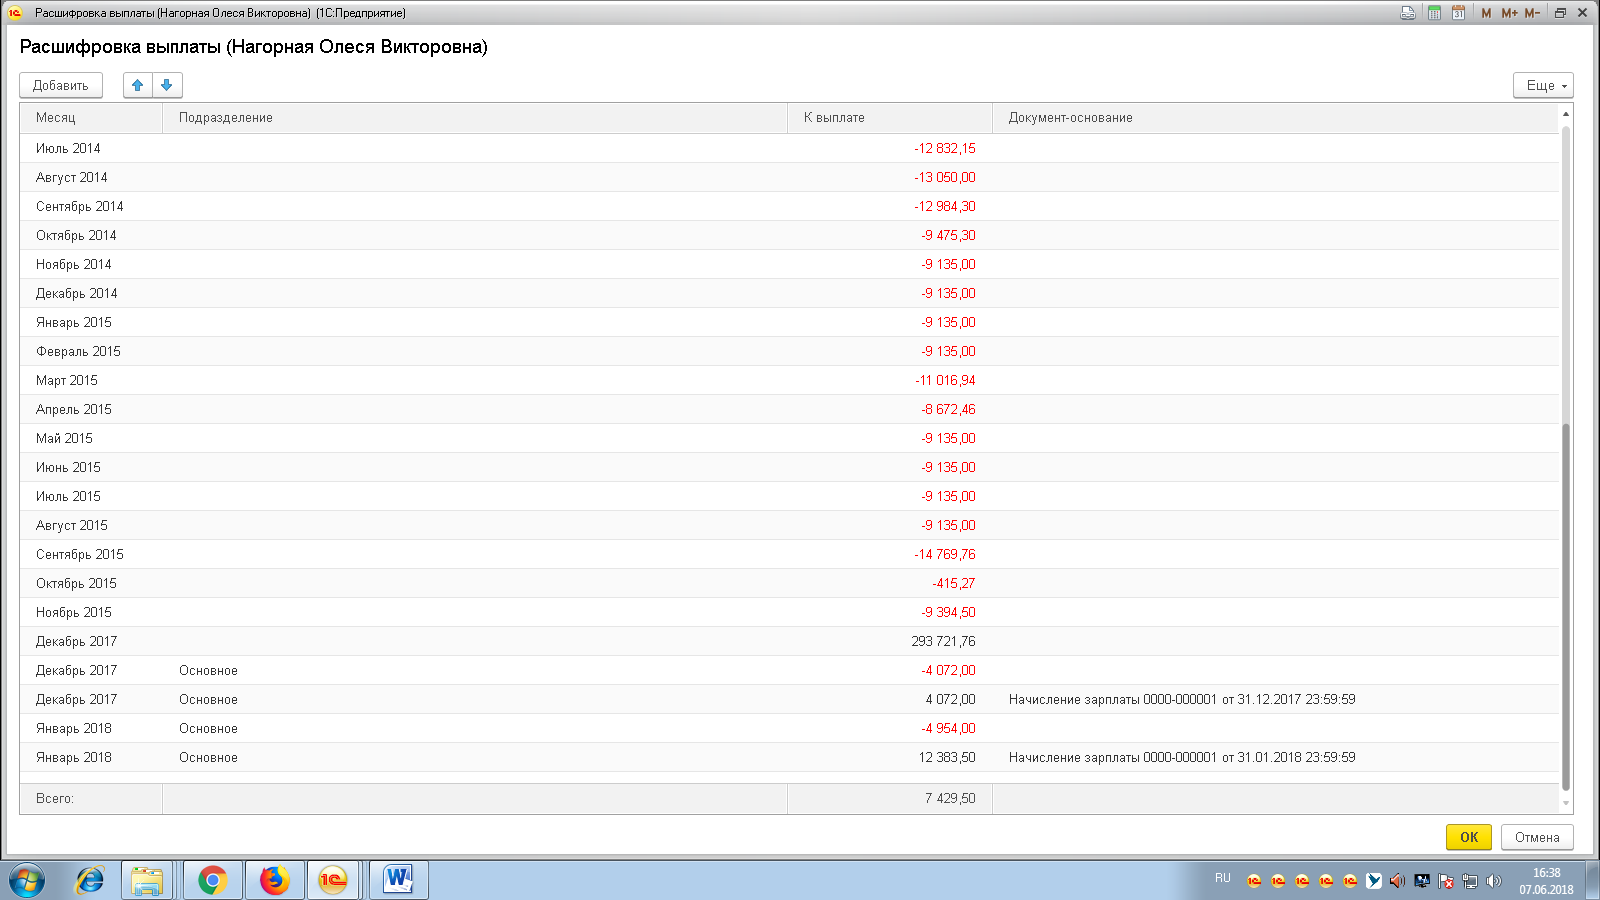 Расшифровка выплаты (Нагорная Олеся Викторовна) (1С:Предприятие)
31 M M+ M-
Расшифровка выплаты (Нагорная Олеся Викторовна)
Добавить Еще
Месяц Подразделение К выплате Документ-основание
Июль 2014 -12 832,15
Август 2014 -13 050,00
Сентябрь 2014 -12 984,30
Октябрь 2014 -9 475,30
Ноябрь 2014 -9 135,00
Декабрь 2014 -9 135,00
Январь 2015 -9 135,00
Февраль 2015 -9 135,00
Март 2015 -11 016,94
Апрель 2015 -8 672,46
Май 2015 -9 135,00
Июнь 2015 -9 135,00
Июль 2015 -9 135,00
Август 2015 -9 135,00
Сентябрь 2015 -14 769,76
Октябрь 2015 -415,27
Ноябрь 2015 -9 394,50
Декабрь 2017 293 721,76
Декабрь 2017 Основное -4 072,00
Декабрь 2017 Основное 4 072,00 Начисление зарплаты 0000-000001 от 31.12.2017 23:59:59
Январь 2018 Основное -4 954,00
Январь 2018 Основное 12 383,50 Начисление зарплаты 0000-000001 от 31.01.2018 23:59:59
Всего: 7 429,50
ОК Отмена
RU 16:38
07.06.2018